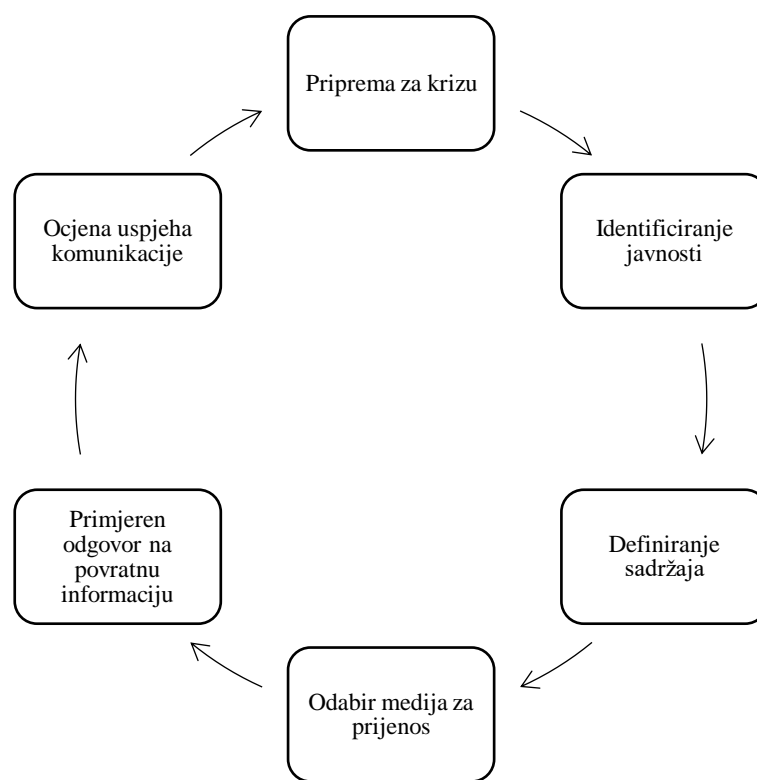 Priprema za krizu
Identificiranje
javnosti
Definiranje
sadržaja
Odabir medija za
prijenos
Primjeren
odgovor na
povratnu
informaciju
Ocjena uspjeha
komunikacije